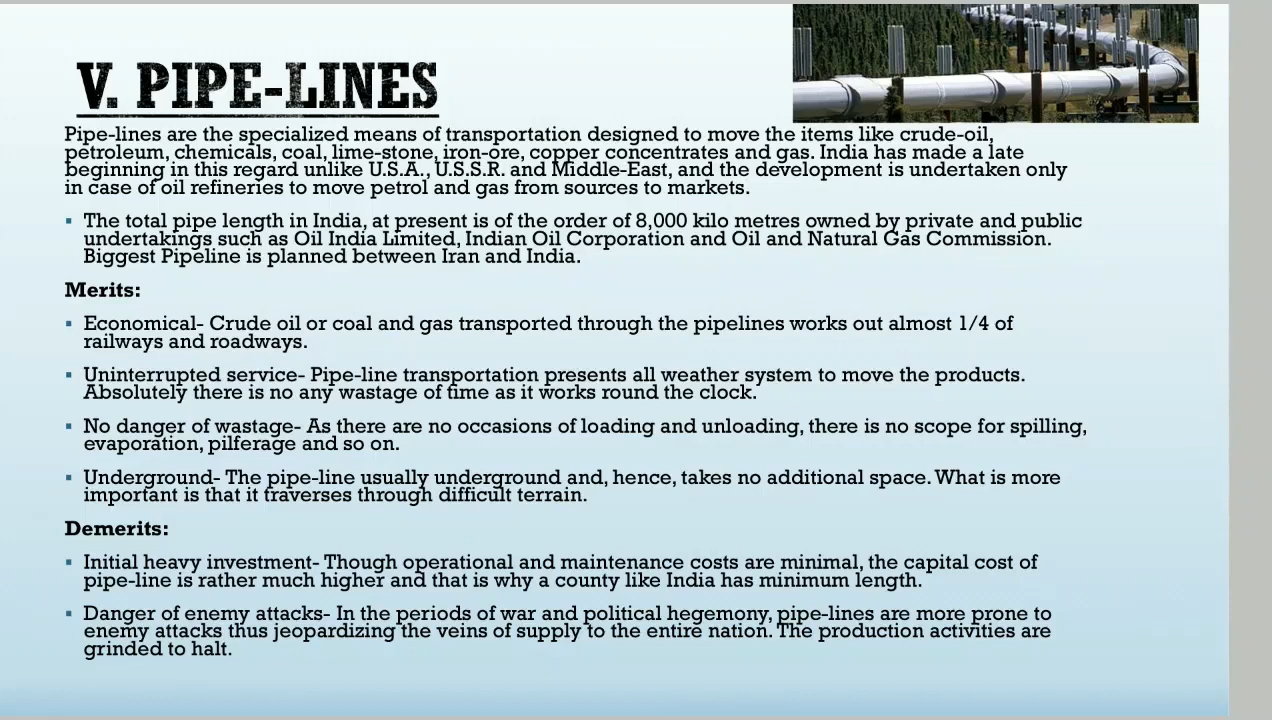 V. PIPE-LINES
Pipe-lines are the specialized means of transportation designed to move the items like crude-oil,
petroleum, chemicals, coal, lime-stone, iron-ore, copper concentrates and gas. India has made a late
beginning in this regard unlike U.S.A., U.S.S.R. and Middle-East, and the development is undertaken only
in case of oil refineries to move petrol and gas from sources to markets.
▪ The total pipe length in India, at present is of the order of 8,000 kilo metres owned by private and public
undertakings such as Oil India Limited, Indian Oil Corporation and Oil and Natural Gas Commission.
Biggest Pipeline is planned between Iran and India.
Merits:
▪ Economical- Crude oil or coal and gas transported through the pipelines works out almost 1/4 of
railways and roadways.
▪ Uninterrupted service- Pipe-line transportation presents all weather system to move the products.
Absolutely there is no any wastage of time as it works round the clock.
▪ No danger of wastage- As there are no occasions of loading and unloading, there is no scope for spilling,
evaporation, pilferage and so on.
▪ Underground- The pipe-line usually underground and, hence, takes no additional space. What is more
important is that it traverses through difficult terrain.
Demerits:
▪ Initial heavy investment- Though operational and maintenance costs are minimal, the capital cost of
pipe-line is rather much higher and that is why a county like India has minimum length.
▪ Danger of enemy attacks- In the periods of war and political hegemony, pipe-lines are more prone to
enemy attacks thus jeopardizing the veins of supply to the entire nation. The production activities are
grinded to halt.